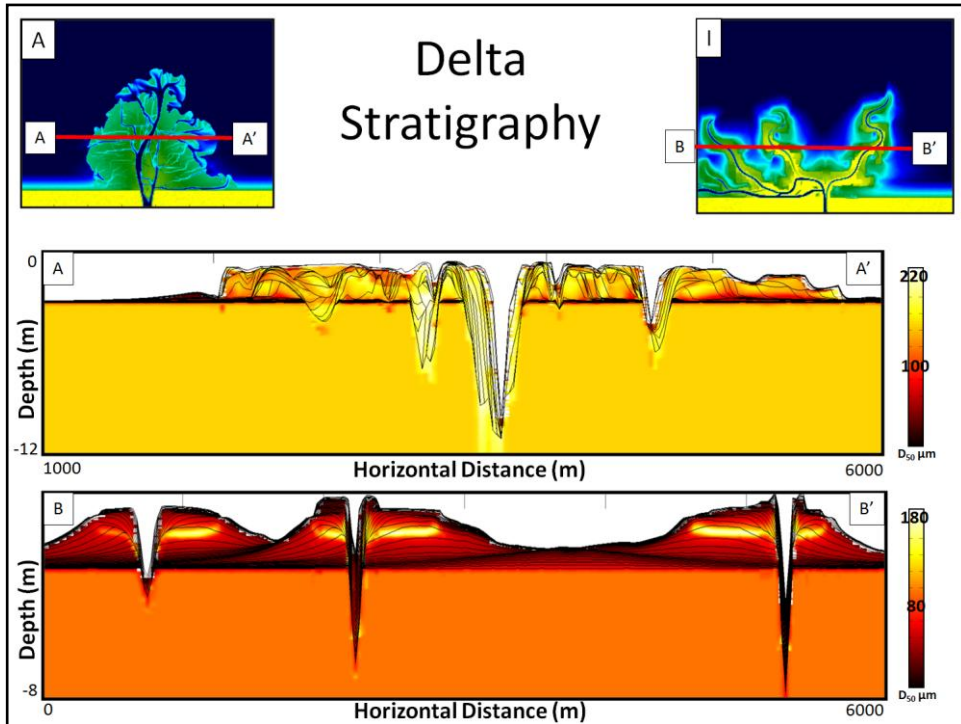 A
Delta
Stratigraphy
I
A
A'
B
B'
0
A
A'
220
Depth (m)
100
-12
1000
Horizontal Distance (m)
6000
D₅₀ µm
B
B'
180
Depth (m)
80
-8
0
Horizontal Distance (m)
6000
D₅₀ µm